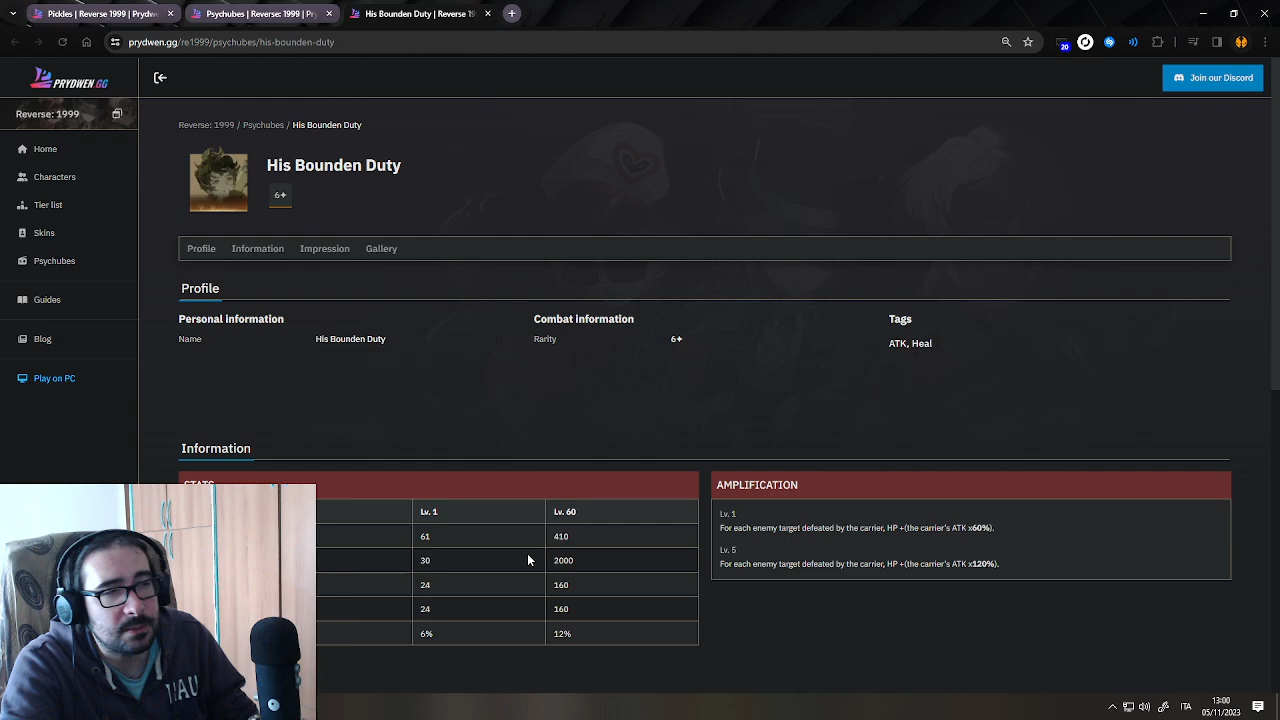 Pickles | Reverse 1999 | Prydw
Psychubes | Reverse: 1999 | Pry
His Bounden Duty | Reverse 19
prydwen.gg/re1999/psychubes/his-bounden-duty
20
PRYDWEN.GG
Join our Discord
Reverse: 1999
Home
Characters
Tier list
Skins
Psychubes
Guides
Blog
Play on PC
Reverse: 1999 / Psychubes / His Bounden Duty
His Bounden Duty
6✦
Profile Information Impression Gallery
Profile
Personal information Combat information Tags
Name His Bounden Duty Rarity 6✦ ATK, Heal
Information
STATS
Lv. 1 Lv. 60
61 410
30 2000
24 160
24 160
6% 12%
AMPLIFICATION
Lv. 1
For each enemy target defeated by the carrier, HP +(the carrier's ATK x60%).
Lv. 5
For each enemy target defeated by the carrier, HP +(the carrier's ATK x120%).
ITA
13:00
05/11/2023